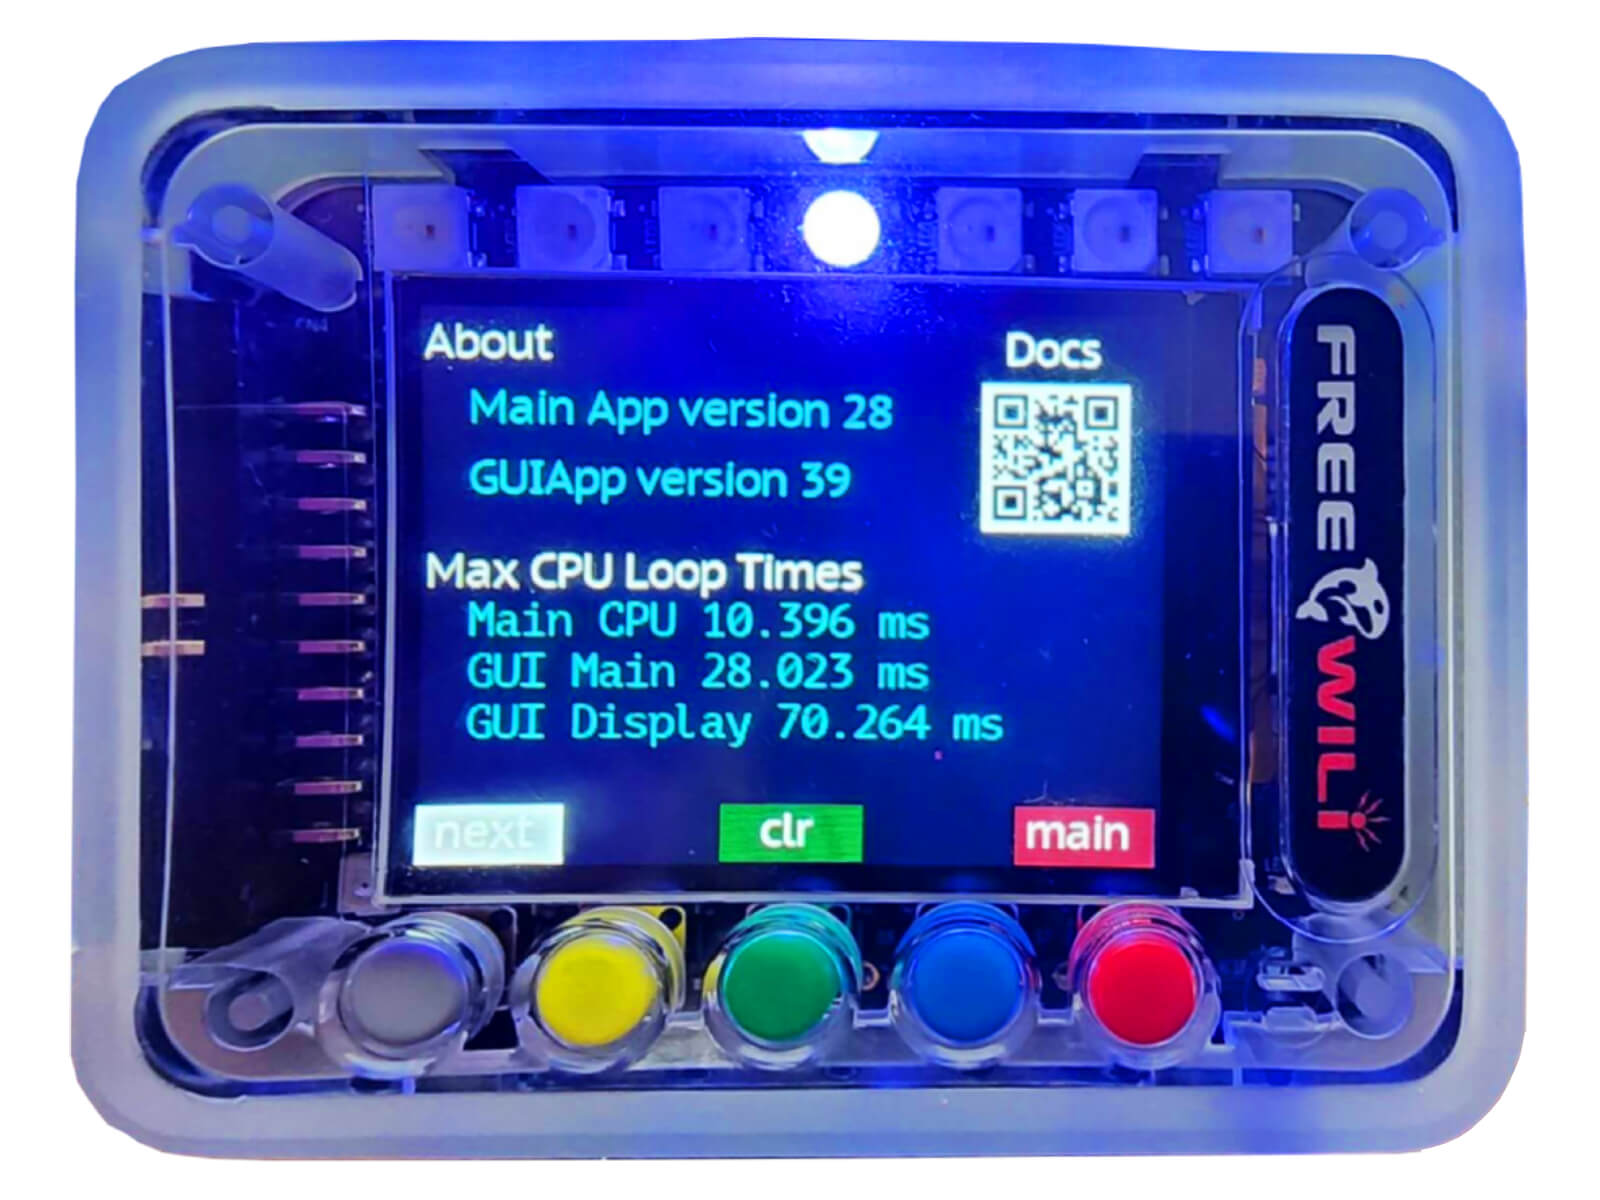 About
Docs
Main App version 28
GUIApp version 39
Max CPU Loop Times
Main CPU 10.396 ms
GUI Main 28.023 ms
GUI Display 70.264 ms
next
clr
main
FREE WILi